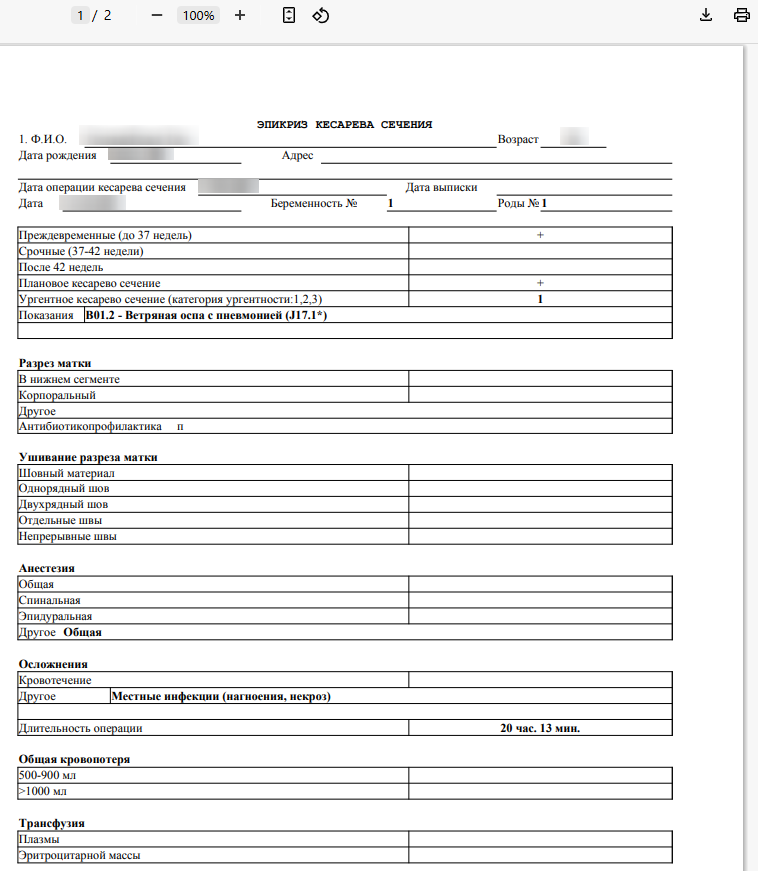 1 / 2 — 100% +
ЭПИКРИЗ КЕСАРЕВА СЕЧЕНИЯ
1. Ф.И.О. Возраст
Дата рождения Адрес
Дата операции кесарева сечения Дата выписки
Дата Беременность № 1 Роды № 1
Преждевременные (до 37 недель) +
Срочные (37-42 недели)
После 42 недель
Плановое кесарево сечение +
Ургентное кесарево сечение (категория ургентности:1,2,3) 1
Показания B01.2 - Ветряная оспа с пневмонией (J17.1*)
Разрез матки
В нижнем сегменте
Корпоральный
Другое
Антибиотикопрофилактика п
Ушивание разреза матки
Шовный материал
Однорядный шов
Двухрядный шов
Отдельные швы
Непрерывные швы
Анестезия
Общая
Спинальная
Эпидуральная
Другое Общая
Осложнения
Кровотечение
Другое Местные инфекции (нагноения, некроз)
Длительность операции 20 час. 13 мин.
Общая кровопотеря
500-900 мл
>1000 мл
Трансфузия
Плазмы
Эритроцитарной массы